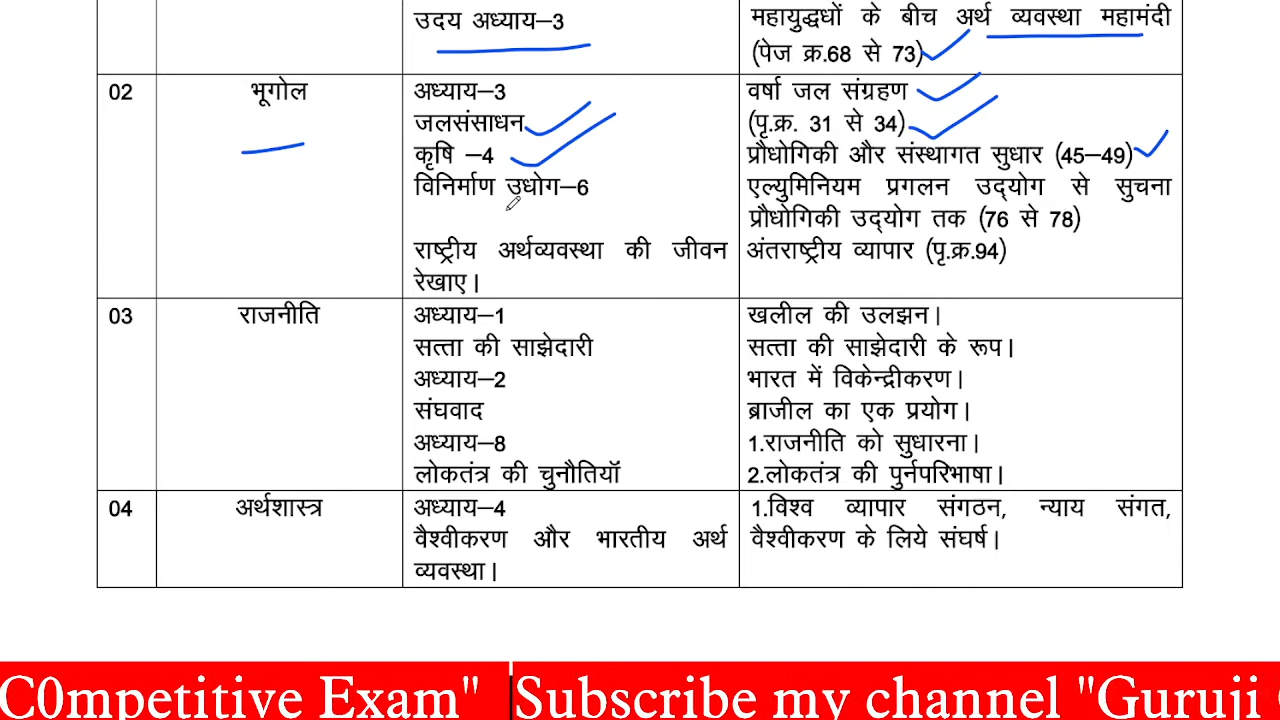 उदय अध्याय–3
महायुद्धधों के बीच अर्थ व्यवस्था महामंदी
(पेज क्र.68 से 73)
02
भूगोल
अध्याय–3
जलसंसाधन
कृषि –4
विनिर्माण उधोग–6
राष्ट्रीय अर्थव्यवस्था की जीवन
रेखाए।
वर्षा जल संग्रहण
(पृ.क्र. 31 से 34)
प्रौधोगिकी और संस्थागत सुधार (45–49)
एल्युमिनियम प्रगलन उद्योग से सुचना
प्रौधोगिकी उद्योग तक (76 से 78)
अंतराष्ट्रीय व्यापार (पृ.क्र.94)
03
राजनीति
अध्याय–1
सत्ता की साझेदारी
अध्याय–2
संघवाद
अध्याय–8
लोकतंत्र की चुनौतियॉ
खलील की उलझन।
सत्ता की साझेदारी के रूप।
भारत में विकेन्द्रीकरण।
ब्राजील का एक प्रयोग।
1.राजनीति को सुधारना।
2.लोकतंत्र की पुर्नपरिभाषा।
04
अर्थशास्त्र
अध्याय–4
वैश्वीकरण और भारतीय अर्थ
व्यवस्था।
1.विश्व व्यापार संगठन, न्याय संगत,
वैश्वीकरण के लिये संघर्ष।
C0mpetitive Exam" Subscribe my channel "Guruji